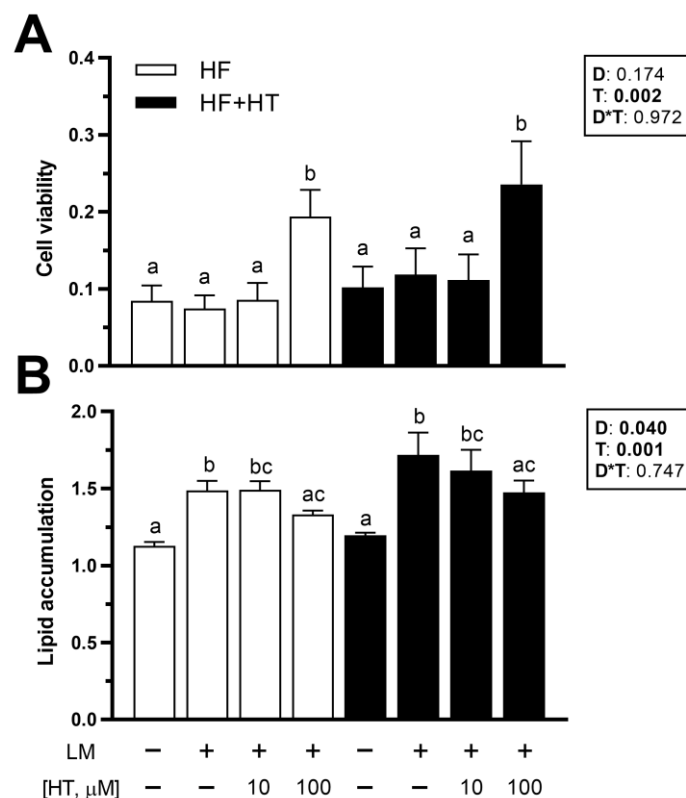 A
Cell viability
0.4
0.3
0.2
0.1
0.0
HF
HF+HT
a a a b a a a b
D: 0.174
T: 0.002
D*T: 0.972
B
Lipid accumulation
2.0
1.5
1.0
0.5
0.0
a b bc ac a b bc ac
D: 0.040
T: 0.001
D*T: 0.747
LM − + + + − + + +
[HT, μM] − − 10 100 − − 10 100